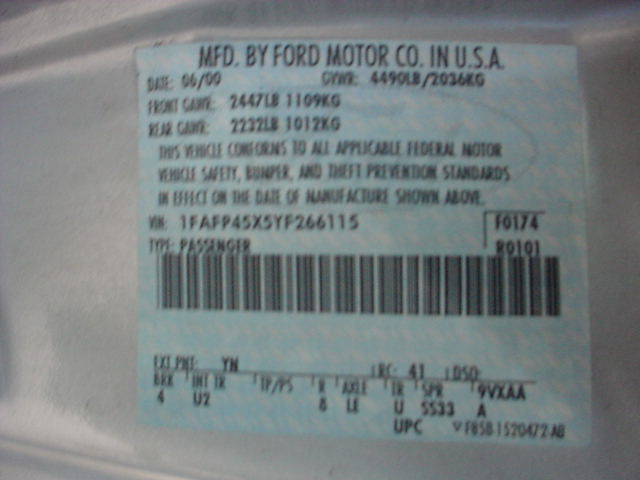 MFD. BY FORD MOTOR CO. IN U.S.A.
DATE: 06/00 GVWR: 4490LB/2036KG
FRONT GAWR: 2447LB 1109KG
REAR GAWR: 2232LB 1012KG
THIS VEHICLE CONFORMS TO ALL APPLICABLE FEDERAL MOTOR
VEHICLE SAFETY, BUMPER, AND THEFT PREVENTION STANDARDS
IN EFFECT ON THE DATE OF MANUFACTURE SHOWN ABOVE.
VIN: 1FAFP45X5YF266115 F0174
TYPE: PASSENGER R0101
EXT PNT: YN RC: 41 DSO:
BRK INT TR TP/PS R AXLE TR SPR 9VXAA
4 U2 8 LE U 5533 A
UPC F85B-1520472-AB